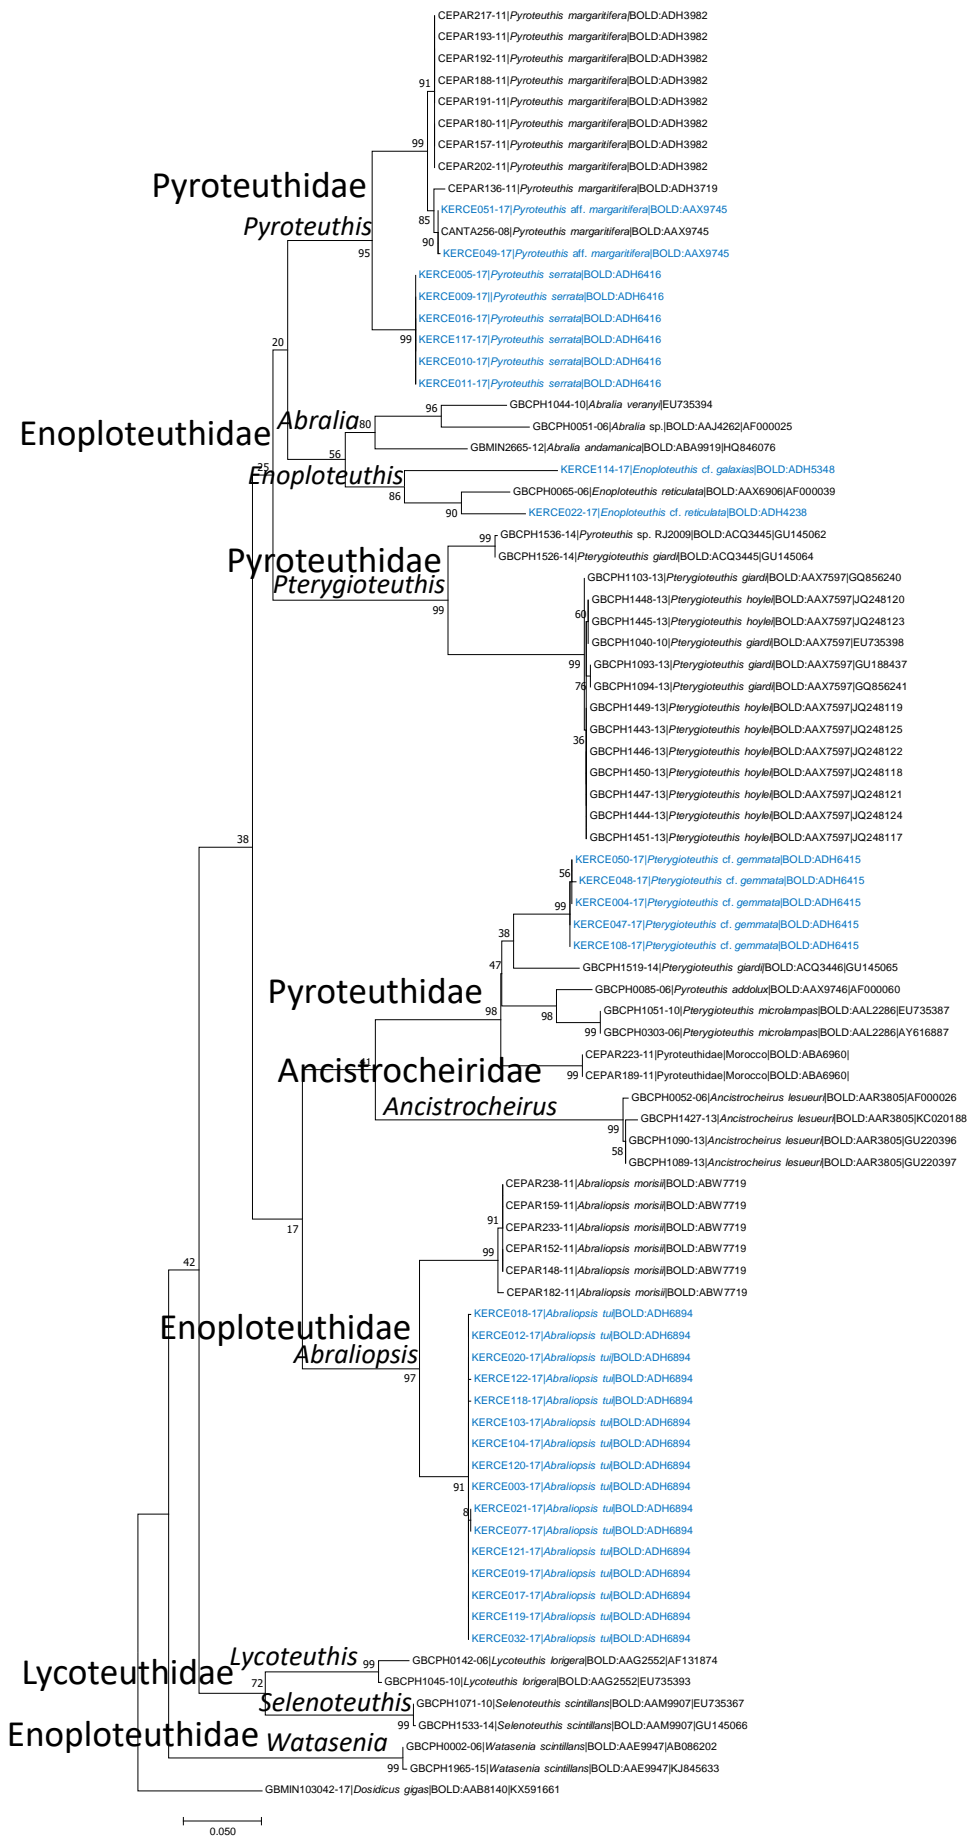 CEPAR217-11|Pyroteuthis margaritifera|BOLD:ADH3982
CEPAR193-11|Pyroteuthis margaritifera|BOLD:ADH3982
CEPAR192-11|Pyroteuthis margaritifera|BOLD:ADH3982
CEPAR188-11|Pyroteuthis margaritifera|BOLD:ADH3982
91
CEPAR191-11|Pyroteuthis margaritifera|BOLD:ADH3982
CEPAR180-11|Pyroteuthis margaritifera|BOLD:ADH3982
99
CEPAR157-11|Pyroteuthis margaritifera|BOLD:ADH3982
CEPAR202-11|Pyroteuthis margaritifera|BOLD:ADH3982
Pyroteuthidae
CEPAR136-11|Pyroteuthis margaritifera|BOLD:ADH3719
KERCE051-17|Pyroteuthis aff. margaritifera|BOLD:AAX9745
85
Pyroteuthis
CANTA256-08|Pyroteuthis margaritifera|BOLD:AAX9745
90
95
KERCE049-17|Pyroteuthis aff. margaritifera|BOLD:AAX9745
KERCE005-17|Pyroteuthis serrata|BOLD:ADH6416
KERCE009-17||Pyroteuthis serrata|BOLD:ADH6416
KERCE016-17|Pyroteuthis serrata|BOLD:ADH6416
99
KERCE117-17|Pyroteuthis serrata|BOLD:ADH6416
20
KERCE010-17|Pyroteuthis serrata|BOLD:ADH6416
KERCE011-17|Pyroteuthis serrata|BOLD:ADH6416
96
GBCPH1044-10|Abralia veranyi|EU735394
Abralia
80
GBCPH0051-06|Abralia sp.|BOLD:AAJ4262|AF000025
Enoploteuthidae
GBMIN2665-12|Abralia andamanica|BOLD:ABA9919|HQ846076
56
25
KERCE114-17|Enoploteuthis cf. galaxias|BOLD:ADH5348
Enoploteuthis
86
GBCPH0065-06|Enoploteuthis reticulata|BOLD:AAX6906|AF000039
90
KERCE022-17|Enoploteuthis cf. reticulata|BOLD:ADH4238
99
GBCPH1536-14|Pyroteuthis sp. RJ2009|BOLD:ACQ3445|GU145062
Pyroteuthidae
GBCPH1526-14|Pterygioteuthis giardi|BOLD:ACQ3445|GU145064
Pterygioteuthis
GBCPH1103-13|Pterygioteuthis giardi|BOLD:AAX7597|GQ856240
99
GBCPH1448-13|Pterygioteuthis hoylei|BOLD:AAX7597|JQ248120
60
GBCPH1445-13|Pterygioteuthis hoylei|BOLD:AAX7597|JQ248123
GBCPH1040-10|Pterygioteuthis giardi|BOLD:AAX7597|EU735398
99
GBCPH1093-13|Pterygioteuthis giardi|BOLD:AAX7597|GU188437
76
GBCPH1094-13|Pterygioteuthis giardi|BOLD:AAX7597|GQ856241
GBCPH1449-13|Pterygioteuthis hoylei|BOLD:AAX7597|JQ248119
GBCPH1443-13|Pterygioteuthis hoylei|BOLD:AAX7597|JQ248125
36
GBCPH1446-13|Pterygioteuthis hoylei|BOLD:AAX7597|JQ248122
GBCPH1450-13|Pterygioteuthis hoylei|BOLD:AAX7597|JQ248118
GBCPH1447-13|Pterygioteuthis hoylei|BOLD:AAX7597|JQ248121
GBCPH1444-13|Pterygioteuthis hoylei|BOLD:AAX7597|JQ248124
GBCPH1451-13|Pterygioteuthis hoylei|BOLD:AAX7597|JQ248117
38
KERCE050-17|Pterygioteuthis cf. gemmata|BOLD:ADH6415
56
KERCE048-17|Pterygioteuthis cf. gemmata|BOLD:ADH6415
KERCE004-17|Pterygioteuthis cf. gemmata|BOLD:ADH6415
99
KERCE047-17|Pterygioteuthis cf. gemmata|BOLD:ADH6415
38
KERCE108-17|Pterygioteuthis cf. gemmata|BOLD:ADH6415
47
GBCPH1519-14|Pterygioteuthis giardi|BOLD:ACQ3446|GU145065
Pyroteuthidae
GBCPH0085-06|Pyroteuthis addolux|BOLD:AAX9746|AF000060
98
98
GBCPH1051-10|Pterygioteuthis microlampas|BOLD:AAL2286|EU735387
99
GBCPH0303-06|Pterygioteuthis microlampas|BOLD:AAL2286|AY616887
CEPAR223-11|Pyroteuthidae|Morocco|BOLD:ABA6960|
41
Ancistrocheiridae
99
CEPAR189-11|Pyroteuthidae|Morocco|BOLD:ABA6960|
GBCPH0052-06|Ancistrocheirus lesueuri|BOLD:AAR3805|AF000026
Ancistrocheirus
GBCPH1427-13|Ancistrocheirus lesueuri|BOLD:AAR3805|KC020188
99
GBCPH1090-13|Ancistrocheirus lesueuri|BOLD:AAR3805|GU220396
58
GBCPH1089-13|Ancistrocheirus lesueuri|BOLD:AAR3805|GU220397
CEPAR238-11|Abraliopsis morisii|BOLD:ABW7719
CEPAR159-11|Abraliopsis morisii|BOLD:ABW7719
91
17
CEPAR233-11|Abraliopsis morisii|BOLD:ABW7719
99
CEPAR152-11|Abraliopsis morisii|BOLD:ABW7719
42
CEPAR148-11|Abraliopsis morisii|BOLD:ABW7719
CEPAR182-11|Abraliopsis morisii|BOLD:ABW7719
KERCE018-17|Abraliopsis tui|BOLD:ADH6894
Enoploteuthidae
KERCE012-17|Abraliopsis tui|BOLD:ADH6894
Abraliopsis
KERCE020-17|Abraliopsis tui|BOLD:ADH6894
97
KERCE122-17|Abraliopsis tui|BOLD:ADH6894
KERCE118-17|Abraliopsis tui|BOLD:ADH6894
KERCE103-17|Abraliopsis tui|BOLD:ADH6894
KERCE104-17|Abraliopsis tui|BOLD:ADH6894
KERCE120-17|Abraliopsis tui|BOLD:ADH6894
91
KERCE003-17|Abraliopsis tui|BOLD:ADH6894
8
KERCE021-17|Abraliopsis tui|BOLD:ADH6894
KERCE077-17|Abraliopsis tui|BOLD:ADH6894
KERCE121-17|Abraliopsis tui|BOLD:ADH6894
KERCE019-17|Abraliopsis tui|BOLD:ADH6894
KERCE017-17|Abraliopsis tui|BOLD:ADH6894
KERCE119-17|Abraliopsis tui|BOLD:ADH6894
KERCE032-17|Abraliopsis tui|BOLD:ADH6894
Lycoteuthis
99
GBCPH0142-06|Lycoteuthis lorigera|BOLD:AAG2552|AF131874
Lycoteuthidae
72
GBCPH1045-10|Lycoteuthis lorigera|BOLD:AAG2552|EU735393
Selenoteuthis
GBCPH1071-10|Selenoteuthis scintillans|BOLD:AAM9907|EU735367
99
GBCPH1533-14|Selenoteuthis scintillans|BOLD:AAM9907|GU145066
Enoploteuthidae
Watasenia
GBCPH0002-06|Watasenia scintillans|BOLD:AAE9947|AB086202
99
GBCPH1965-15|Watasenia scintillans|BOLD:AAE9947|KJ845633
GBMIN103042-17|Dosidicus gigas|BOLD:AAB8140|KX591661
0.050